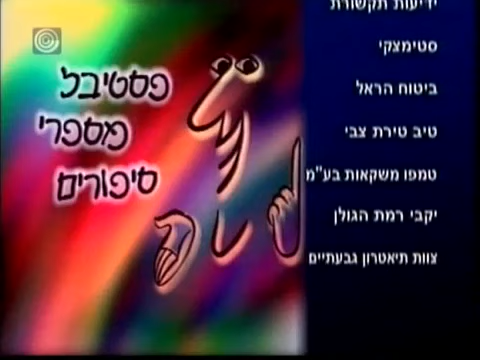 פסטיבל
מספרי
סיפורים
ידיעות תקשורת
סטימצקי
ביטוח הראל
טיב טירת צבי
טמפו משקאות בע"מ
יקבי רמת הגולן
צוות תיאטרון גבעתיים